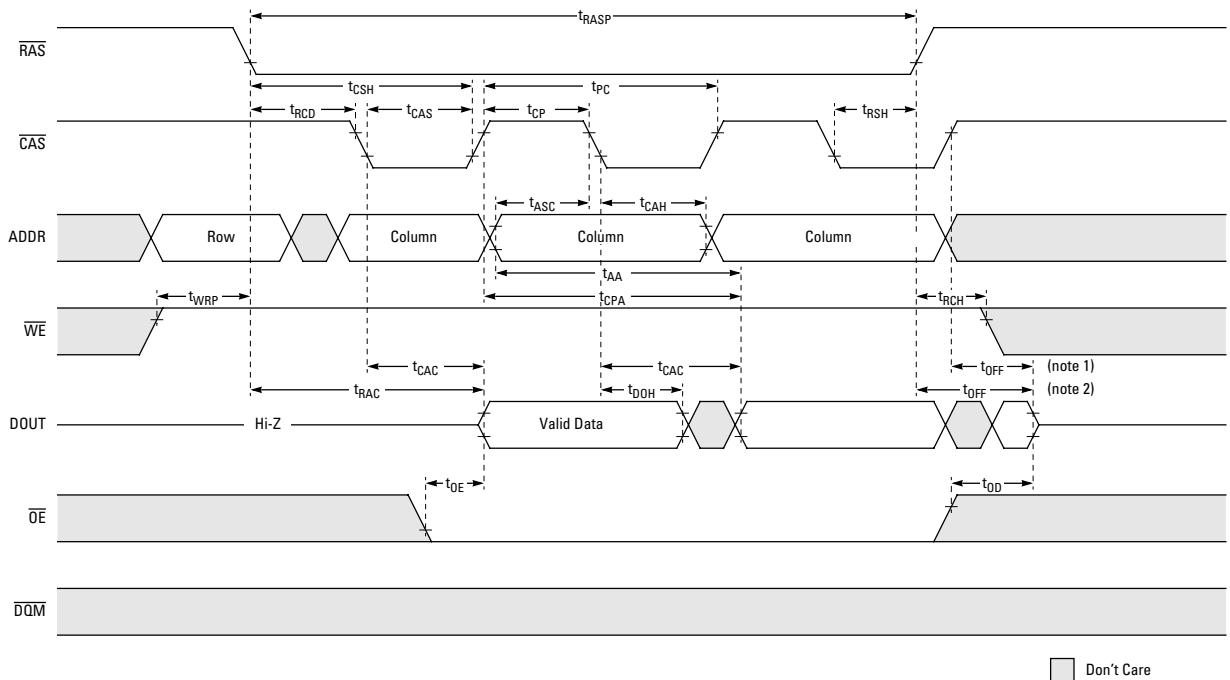 tRASP
RAS
tCSH
tPC
tRCD
tCAS
tCP
tRSH
CAS
tASC
tCAH
ADDR
Row
Column
Column
Column
tAA
tWRP
tCPA
tRCH
WE
tCAC
tCAC
tOFF
(note 1)
tRAC
tDOH
tOFF
(note 2)
DOUT
Hi-Z
Valid Data
tOE
tOD
OE
DQM
Don't Care